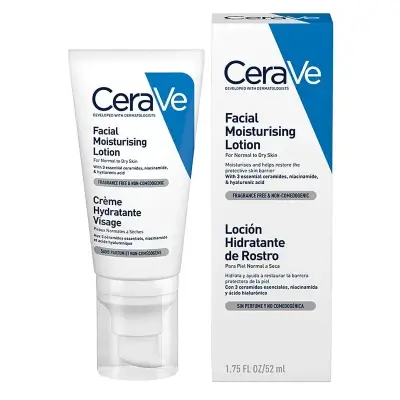 CeraVe
DEVELOPED WITH DERMATOLOGISTS
Facial
Moisturising
Lotion
For Normal to Dry Skin
With 3 essential ceramides, niacinamide,
& hyaluronic acid
FRAGRANCE FREE & NON-COMEDOGENIC
Crème
Hydratante
Visage
Peaux Normales à Sèches
Aux 3 céramides essentiels, niacinamide
et acide hyaluronique
SANS PARFUM ET NON COMÉDOGÈNE
CeraVe
DEVELOPED WITH DERMATOLOGISTS
Facial
Moisturising
Lotion
For Normal to Dry Skin
Moisturises and helps restore the
protective skin barrier
With 3 essential ceramides, niacinamide,
& hyaluronic acid
FRAGRANCE FREE & NON-COMEDOGENIC
Loción
Hidratante
de Rostro
Para Piel Normal a Seca
Hidrata y ayuda a restaurar la barrera
protectora de la piel
Con 3 ceramidas esenciales, niacinamida
y ácido hialurónico
SIN PERFUME Y NO COMEDOGÉNICA
1.75 FL OZ/52 ml